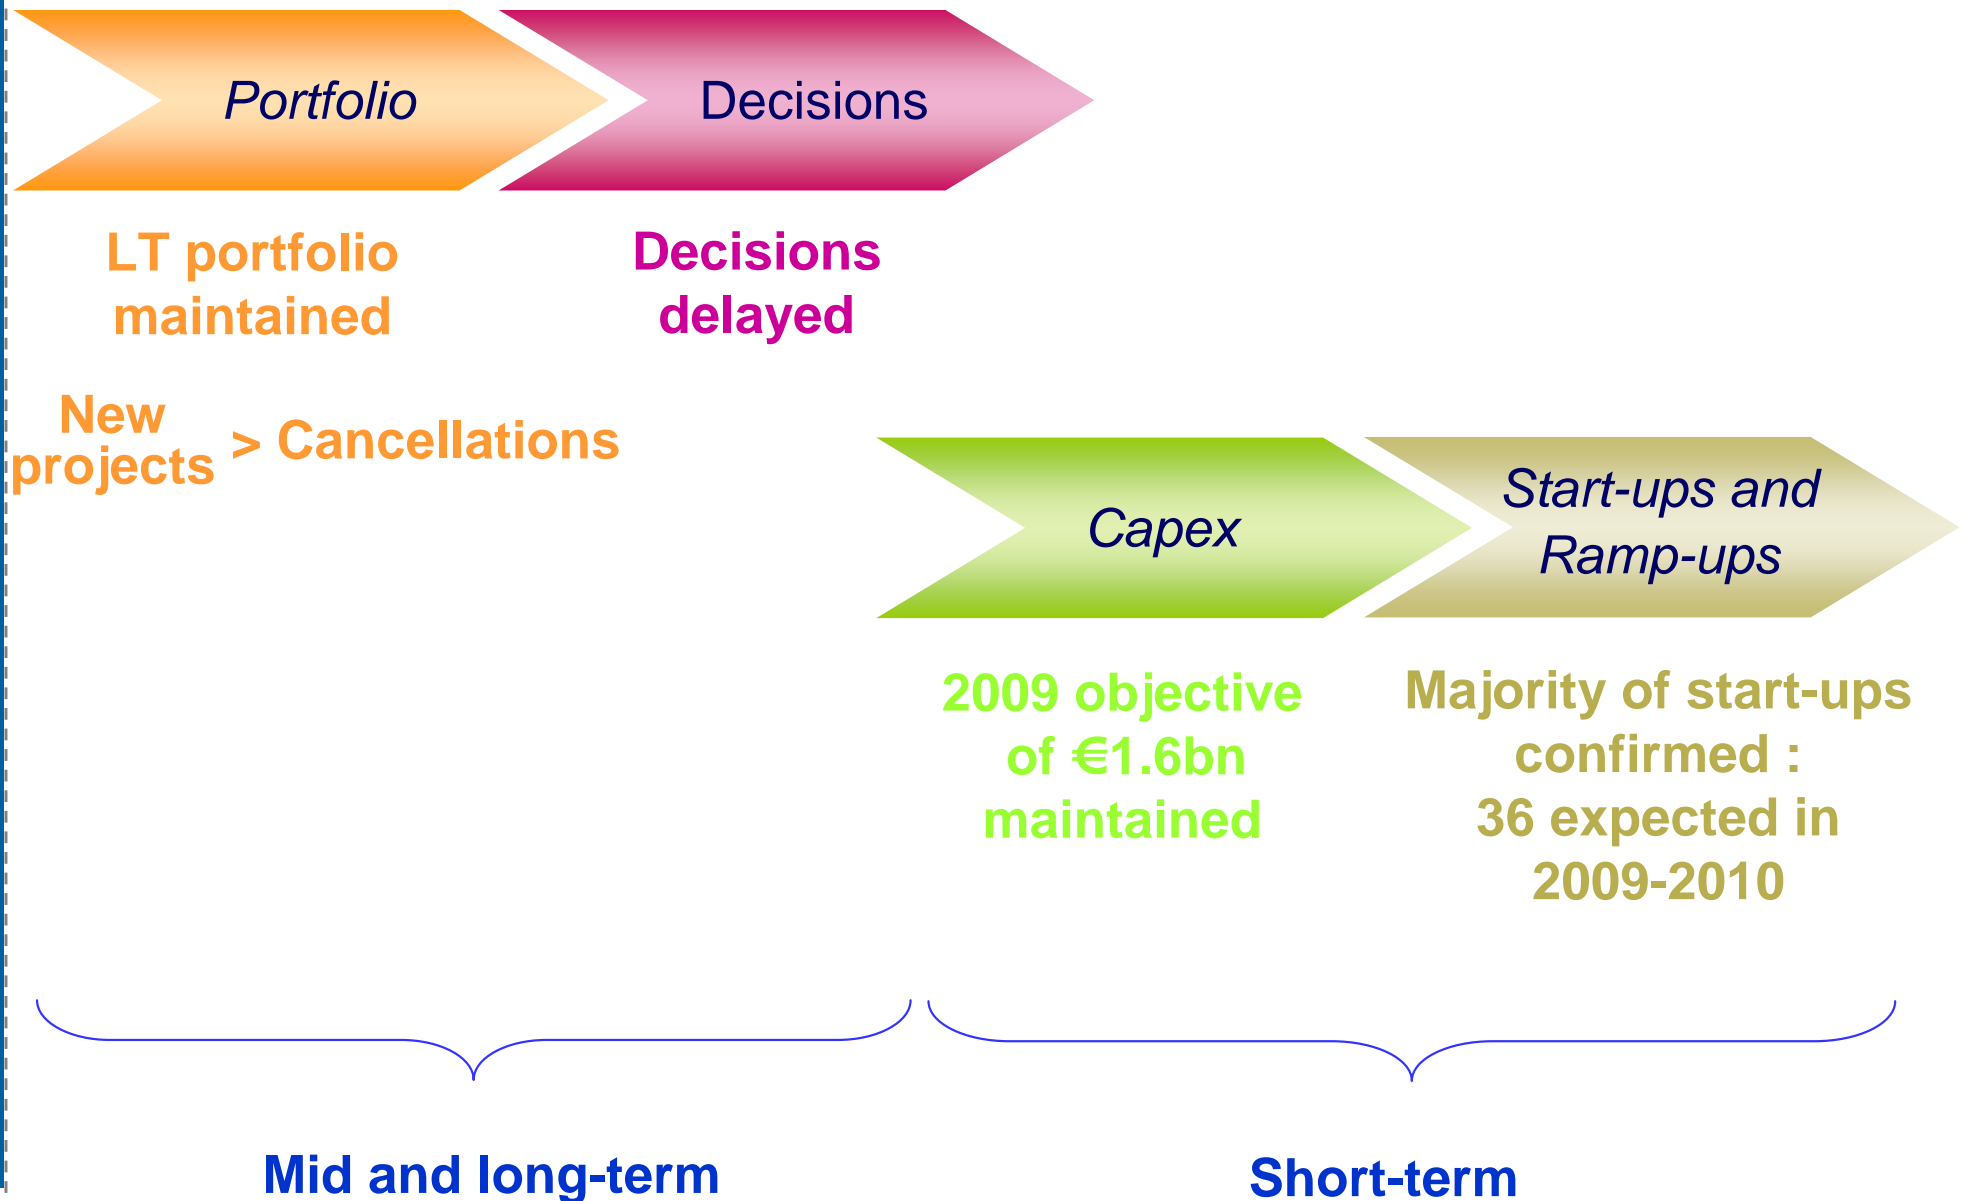 Portfolio
Decisions
LT portfolio
maintained
Decisions
delayed
New
projects
> Cancellations
Capex
Start-ups and
Ramp-ups
2009 objective
of €1.6bn
maintained
Majority of start-ups
confirmed :
36 expected in
2009-2010
Mid and long-term
Short-term